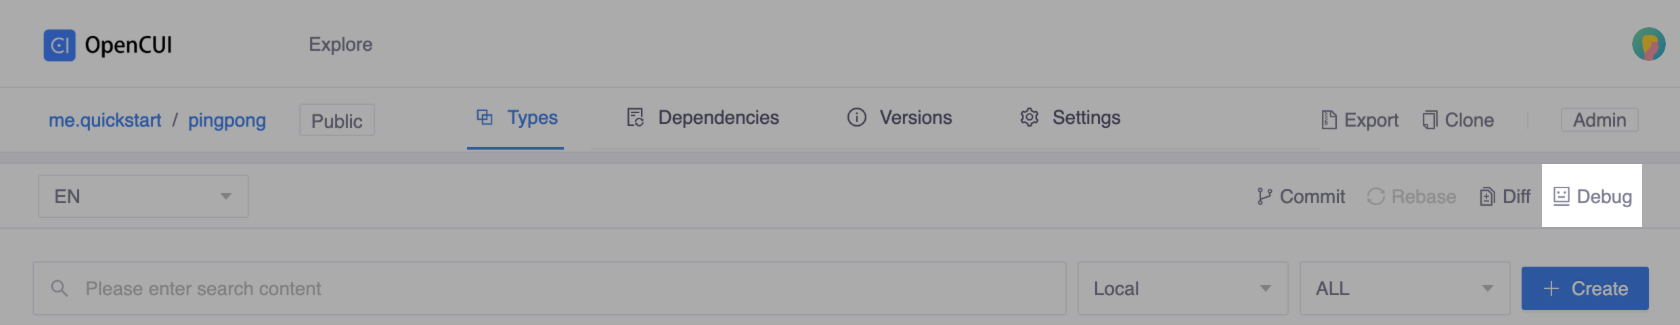 OpenCUI Explore
me.quickstart / pingpong Public Types Dependencies Versions Settings Export Clone Admin
EN Commit Rebase Diff Debug
Please enter search content Local ALL + Create